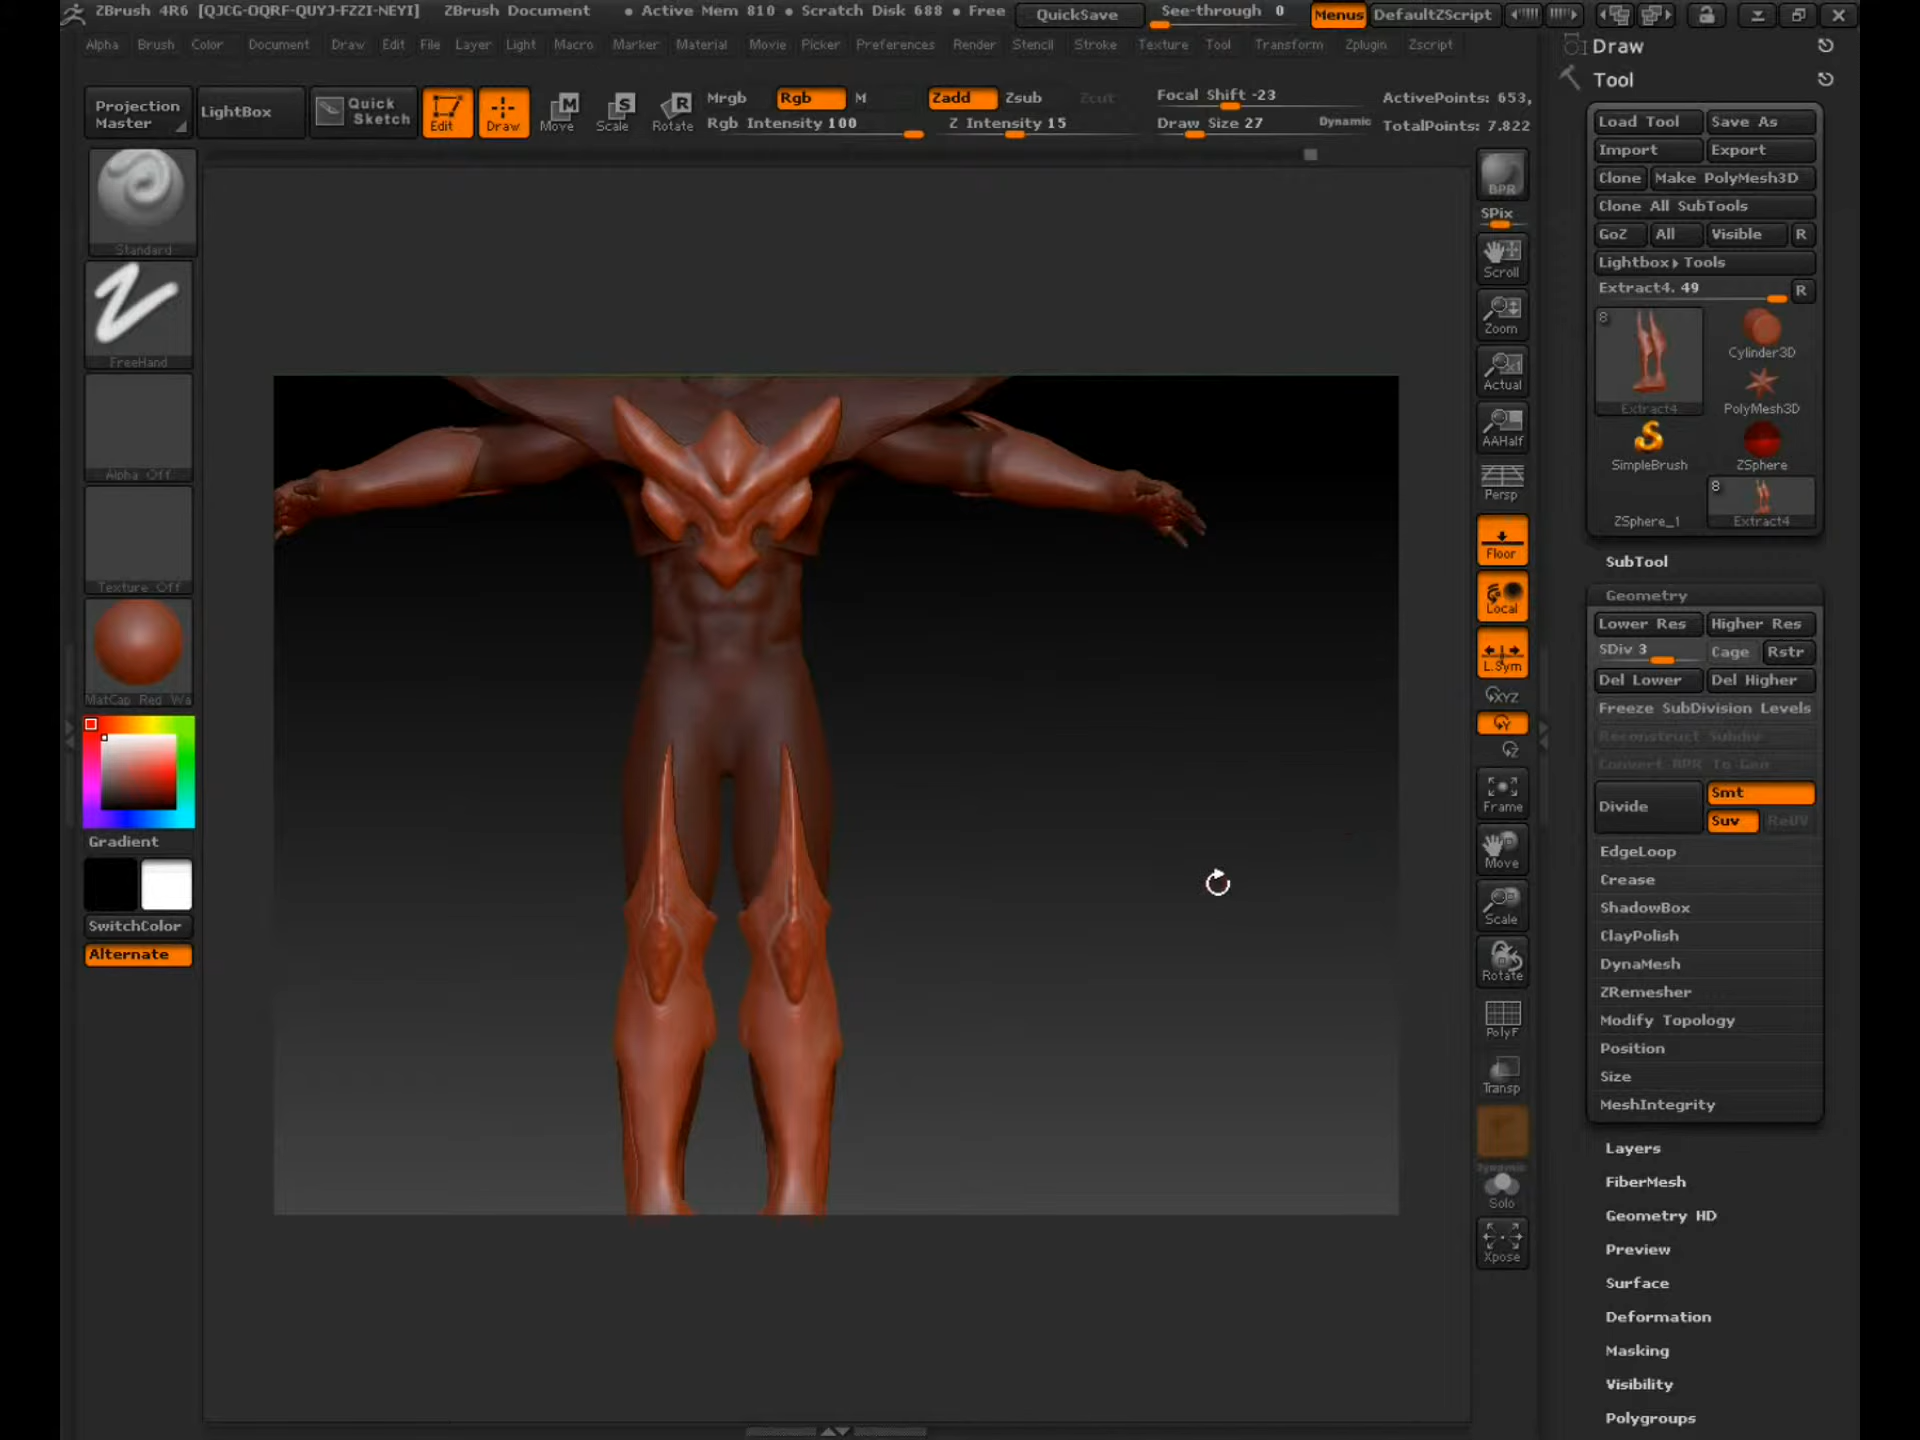 ZBrush 4R6 [QJCG-OQRF-QUYJ-FZZI-NEYI] ZBrush Document • Active Mem 810 • Scratch Disk 688 • Free QuickSave See-through 0 Menus DefaultZScript
Alpha Brush Color Document Draw Edit File Layer Light Macro Marker Material Movie Picker Preferences Render Stencil Stroke Texture Tool Transform Zplugin Zscript
Projection Master
LightBox
Quick Sketch
Edit
Draw
Move
Scale
Rotate
Mrgb Rgb M
Rgb Intensity 100
Zadd Zsub Zcut
Z Intensity 15
Focal Shift -23
Draw Size 27 Dynamic
ActivePoints: 653,
TotalPoints: 7.822
Standard
FreeHand
Alpha Off
Texture Off
MatCap Red Wa
Gradient
SwitchColor
Alternate
BPR
SPix
Scroll
Zoom
Actual
AAHalf
Persp
Floor
Local
L.Sym
XYZ
Y
Z
Frame
Move
Scale
Rotate
PolyF
Transp
Dynamic
Solo
Xpose
Draw
Tool
Load Tool Save As
Import Export
Clone Make PolyMesh3D
Clone All SubTools
GoZ All Visible R
Lightbox▸Tools
Extract4. 49 R
8
Extract4
Cylinder3D
PolyMesh3D
SimpleBrush
ZSphere
8
ZSphere_1 Extract4
SubTool
Geometry
Lower Res Higher Res
SDiv 3 Cage Rstr
Del Lower Del Higher
Freeze SubDivision Levels
Reconstruct Subdiv
Convert BPR To Geo
Divide Smt
Suv ReUV
EdgeLoop
Crease
ShadowBox
ClayPolish
DynaMesh
ZRemesher
Modify Topology
Position
Size
MeshIntegrity
Layers
FiberMesh
Geometry HD
Preview
Surface
Deformation
Masking
Visibility
Polygroups